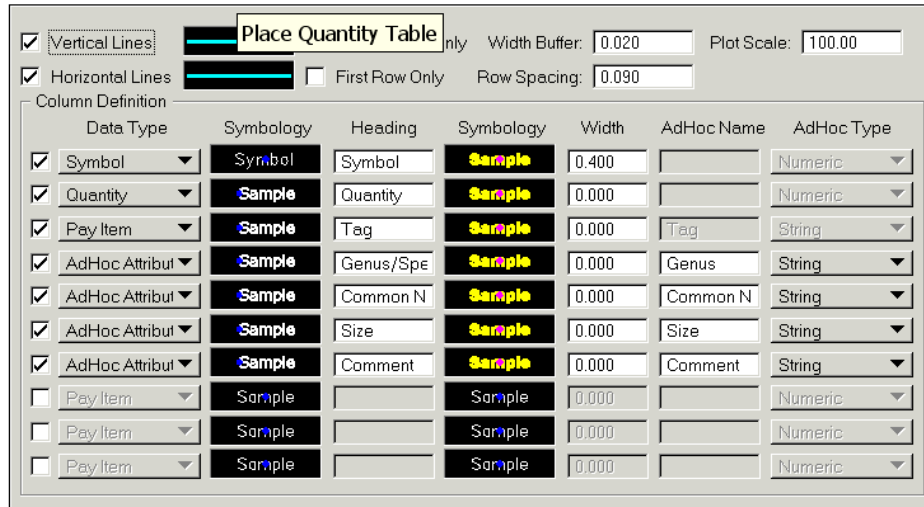 Place Quantity Table
Vertical Lines nly Width Buffer: 0.020 Plot Scale: 100.00
Horizontal Lines First Row Only Row Spacing: 0.090
Column Definition
Data Type Symbology Heading Symbology Width AdHoc Name AdHoc Type
Symbol Symbol Symbol Sample 0.400 Numeric
Quantity Sample Quantity Sample 0.000 Numeric
Pay Item Sample Tag Sample 0.000 Tag String
AdHoc Attribut Sample Genus/Spe Sample 0.000 Genus String
AdHoc Attribut Sample Common N Sample 0.000 Common N String
AdHoc Attribut Sample Size Sample 0.000 Size String
AdHoc Attribut Sample Comment Sample 0.000 Comment String
Pay Item Sample Sample 0.000 Numeric
Pay Item Sample Sample 0.000 Numeric
Pay Item Sample Sample 0.000 Numeric